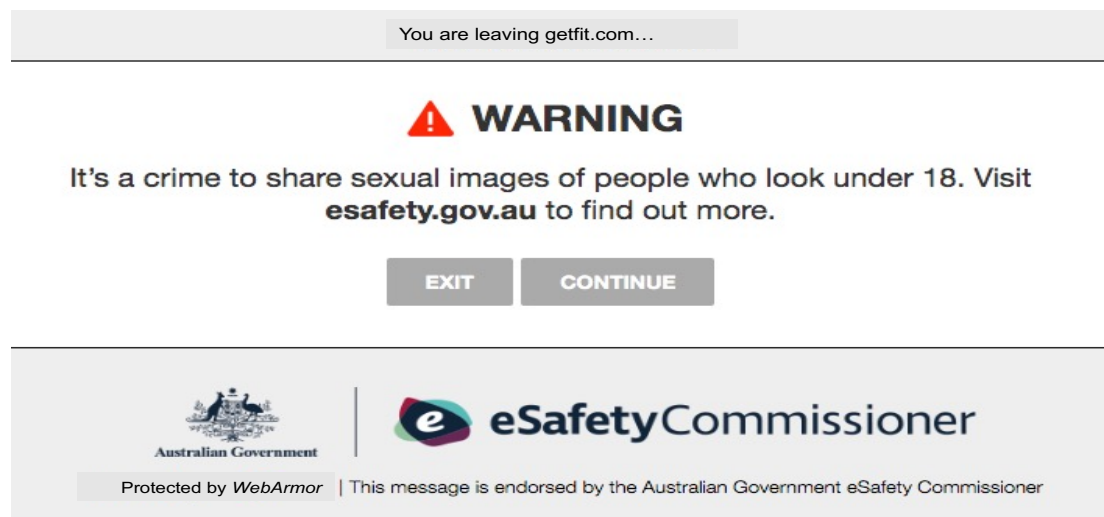 You are leaving getfit.com…
WARNING
It's a crime to share sexual images of people who look under 18. Visit
esafety.gov.au to find out more.
EXIT CONTINUE
Australian Government
e eSafetyCommissioner
Protected by WebArmor | This message is endorsed by the Australian Government eSafety Commissioner